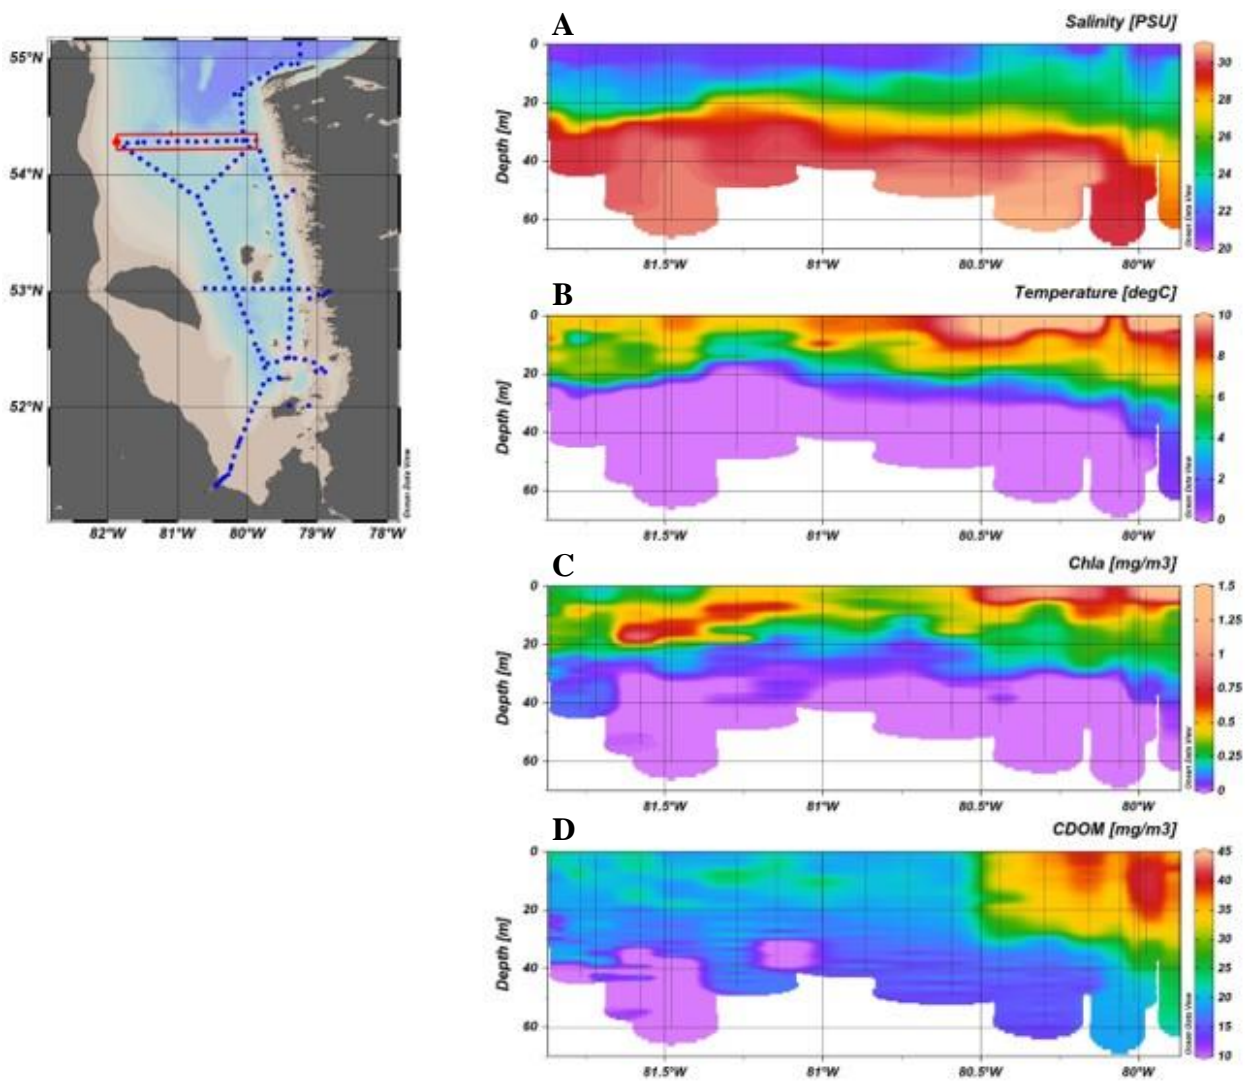 55°N
54°N
53°N
52°N
82°W 81°W 80°W 79°W 78°W
Ocean Data View
A
Salinity [PSU]
Depth [m]
0
20
40
60
81.5°W 81°W 80.5°W 80°W
30
28
26
24
22
20
Ocean Data View
B
Temperature [degC]
Depth [m]
0
20
40
60
81.5°W 81°W 80.5°W 80°W
10
8
6
4
2
0
Ocean Data View
C
Chla [mg/m3]
Depth [m]
0
20
40
60
81.5°W 81°W 80.5°W 80°W
1.5
1.25
1
0.75
0.5
0.25
0
Ocean Data View
D
CDOM [mg/m3]
Depth [m]
0
20
40
60
81.5°W 81°W 80.5°W 80°W
45
40
35
30
25
20
15
10
Ocean Data View